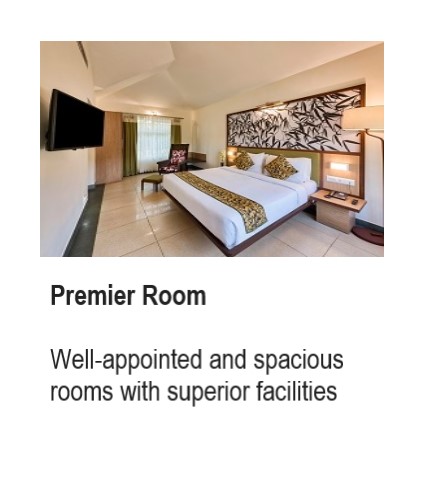 Premier Room
Well-appointed and spacious
rooms with superior facilities